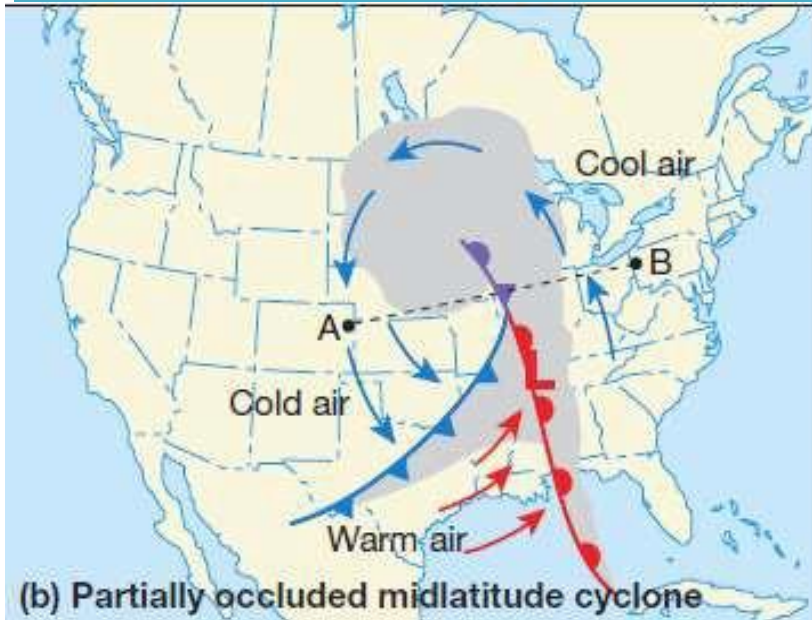 Cool air
B
A
L
Cold air
Warm air
(b) Partially occluded midlatitude cyclone